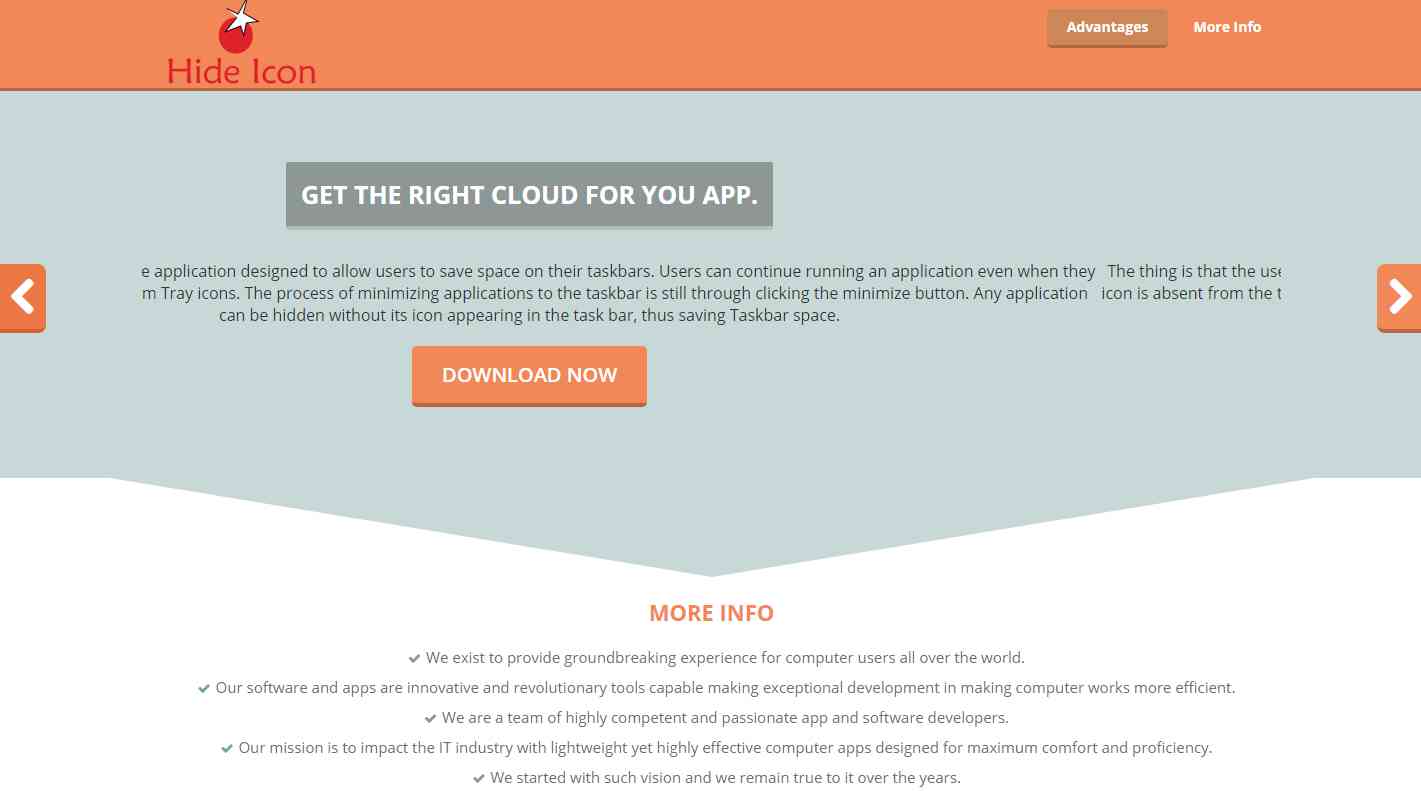 Hide Icon
Advantages
More Info
GET THE RIGHT CLOUD FOR YOU APP.
e application designed to allow users to save space on their taskbars. Users can continue running an application even when they The thing is that the use
m Tray icons. The process of minimizing applications to the taskbar is still through clicking the minimize button. Any application icon is absent from the t
can be hidden without its icon appearing in the task bar, thus saving Taskbar space.
DOWNLOAD NOW
MORE INFO
We exist to provide groundbreaking experience for computer users all over the world.
Our software and apps are innovative and revolutionary tools capable making exceptional development in making computer works more efficient.
We are a team of highly competent and passionate app and software developers.
Our mission is to impact the IT industry with lightweight yet highly effective computer apps designed for maximum comfort and proficiency.
We started with such vision and we remain true to it over the years.